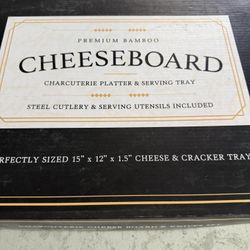 PREMIUM BAMBOO
CHEESEBOARD
CHARCUTERIE PLATTER & SERVING TRAY
STEEL CUTLERY & SERVING UTENSILS INCLUDED
RFECTLY SIZED 15" x 12" x 1.5" CHEESE & CRACKER TRAY